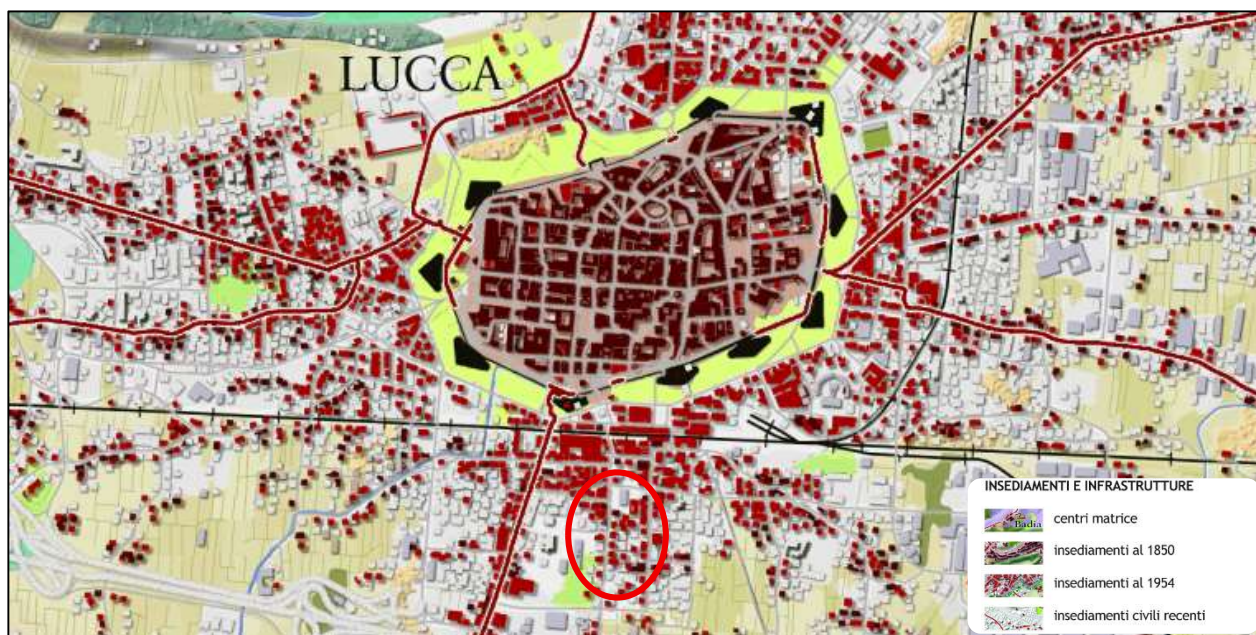 LUCCA
INSEDIAMENTI E INFRASTRUTTURE
Badia
centri matrice
insediamenti al 1850
insediamenti al 1954
insediamenti civili recenti